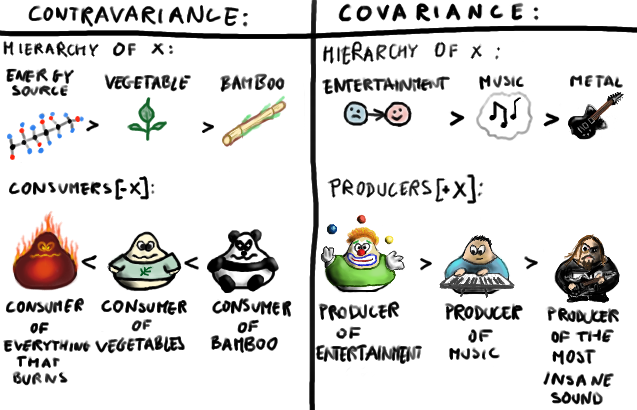 CONTRAVARIANCE:
HIERARCHY OF X:
ENERGY
SOURCE
VEGETABLE
BAMBOO
>
>
CONSUMERS[-X]:
<
<
CONSUMER
OF
EVERYTHING
THAT
BURNS
CONSUMER
OF
VEGETABLES
CONSUMER
OF
BAMBOO
COVARIANCE:
HIERARCHY OF X:
ENTERTAINMENT
MUSIC
METAL
>
>
PRODUCERS[+X]:
>
>
PRODUCER
OF
ENTERTAINMENT
PRODUCER
OF
MUSIC
PRODUCER
OF THE
MOST
INSANE
SOUND